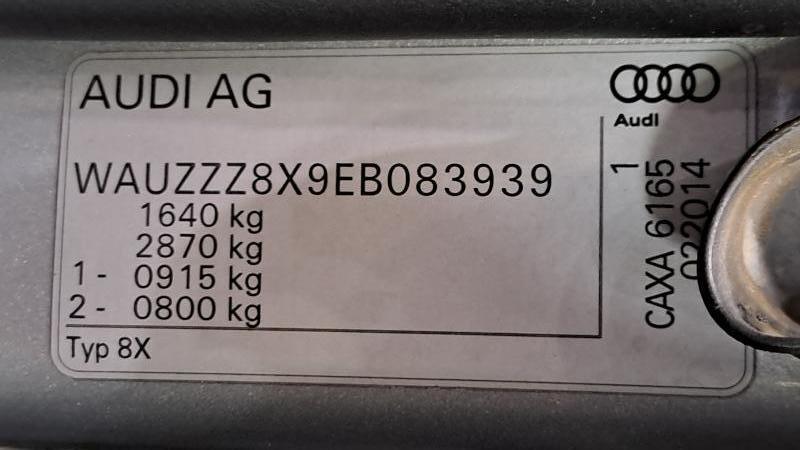 AUDI AG
Audi
WAUZZZ8X9EB083939
1640 kg
2870 kg
1 - 0915 kg
2 - 0800 kg
Typ 8X
1
CAXA 6165
022014